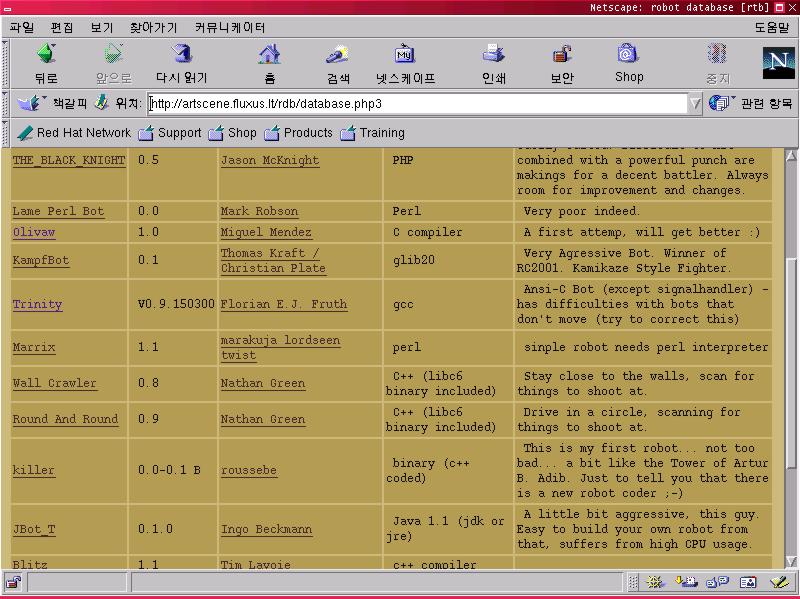 Netscape: robot database [rtb]
파일 편집 보기 찾아가기 커뮤니케이터 도움말
뒤로 앞으로 다시 읽기 홈 검색 넷스케이프 인쇄 보안 Shop 중지
My
N
책갈피 위치: http://artscene.fluxus.lt/rdb/database.php3 관련 항목
Red Hat Network Support Shop Products Training
THE_BLACK_KNIGHT 0.5 Jason McKnight PHP
combined with a powerful punch are
makings for a decent battler. Always
room for improvement and changes.
Lame Perl Bot 0.0 Mark Robson Perl Very poor indeed.
Olivaw 1.0 Miguel Mendez C compiler A first attemp, will get better :)
KampfBot 0.1 Thomas Kraft /
Christian Plate glib20 Very Agressive Bot. Winner of
RC2001. Kamikaze Style Fighter.
Trinity V0.9.150300 Florian E.J. Fruth gcc Ansi-C Bot (except signalhandler) -
has difficulties with bots that
don't move (try to correct this)
Marrix 1.1 marakuja lordseen
twist perl sinple robot needs perl interpreter
Wall Crawler 0.8 Nathan Green C++ (libc6
binary included) Stay close to the walls, scan for
things to shoot at.
Round And Round 0.9 Nathan Green C++ (libc6
binary included) Drive in a circle, scanning for
things to shoot at.
killer 0.0-0.1 B roussebe binary (c++
coded) This is my first robot... not too
bad... a bit like the Tower of Artur
B. Adib. Just to tell you that there
is a new robot coder ;-)
JBot_T 0.1.0 Ingo Beckmann Java 1.1 (jdk or
jre) A little bit aggressive, this guy.
Easy to build your own robot from
that, suffers from high CPU usage.
Blitz 1.1 Tim Lavoie c++ compiler